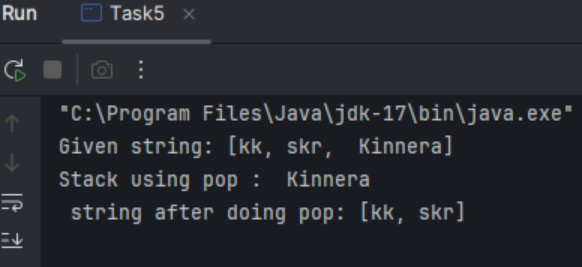 Run Task5
"C:\Program Files\Java\jdk-17\bin\java.exe"
Given string: [kk, skr,  Kinnera]
Stack using pop :  Kinnera
 string after doing pop: [kk, skr]